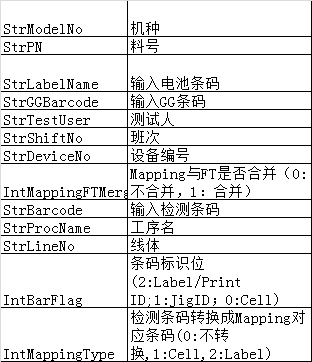 StrModelNo 机种
StrPN 料号
StrLabelName 输入电池条码
StrGGBarcode 输入GG条码
StrTestUser 测试人
StrShiftNo 班次
StrDeviceNo 设备编号
Mapping与FT是否合并（0:
IntMappingFTMerg 不合并，1：合并）
StrBarcode 输入检测条码
StrProcName 工序名
StrLineNo 线体
条码标识位
(2:Label/Print
IntBarFlag ID;1:JigID；0:Cell)
检测条码转换成Mapping对
应条码(0:不转
IntMappingType 换,1:Cell,2:Label)